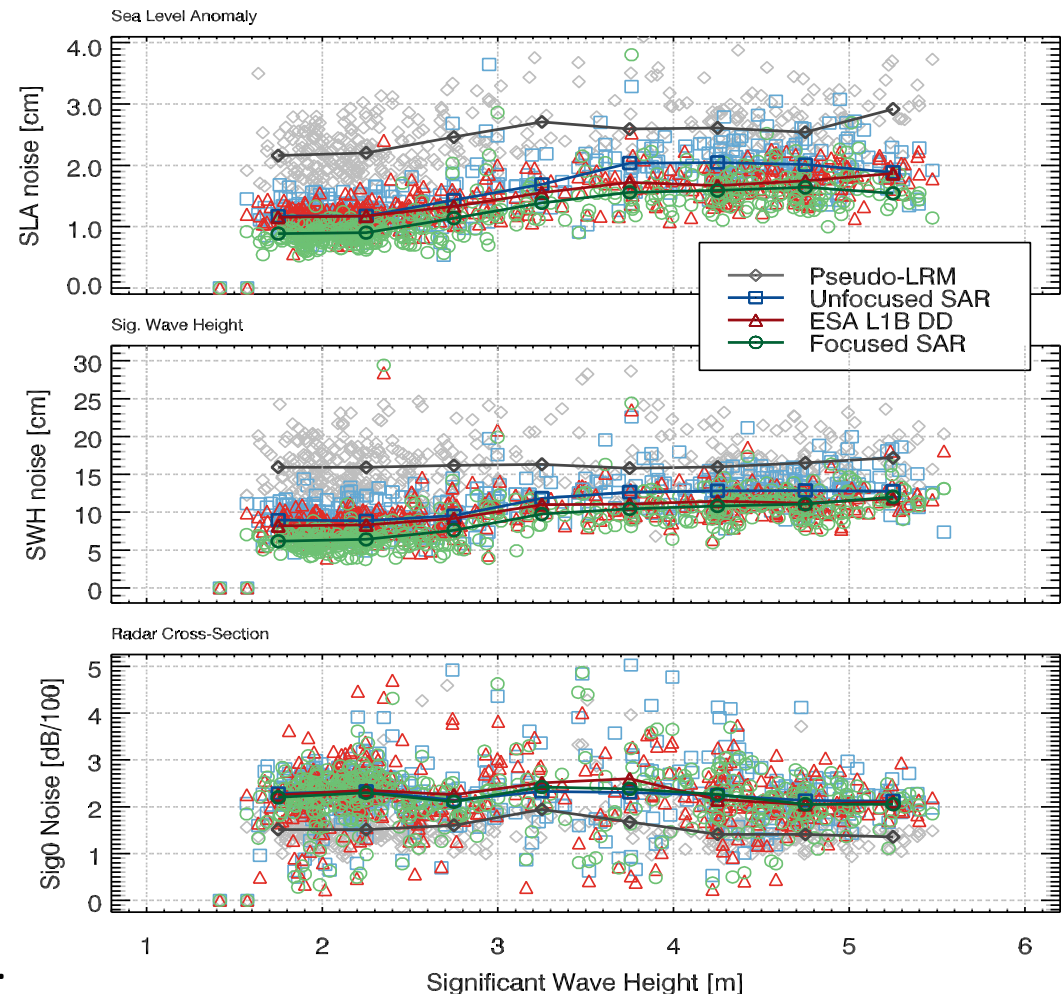 Sea Level Anomaly
SLA noise [cm]
4.0
3.0
2.0
1.0
0.0
Pseudo-LRM
Unfocused SAR
ESA L1B DD
Focused SAR
Sig. Wave Height
SWH noise [cm]
30
25
20
15
10
5
0
Radar Cross-Section
Sig0 Noise [dB/100]
5
4
3
2
1
0
1 2 3 4 5 6
Significant Wave Height [m]